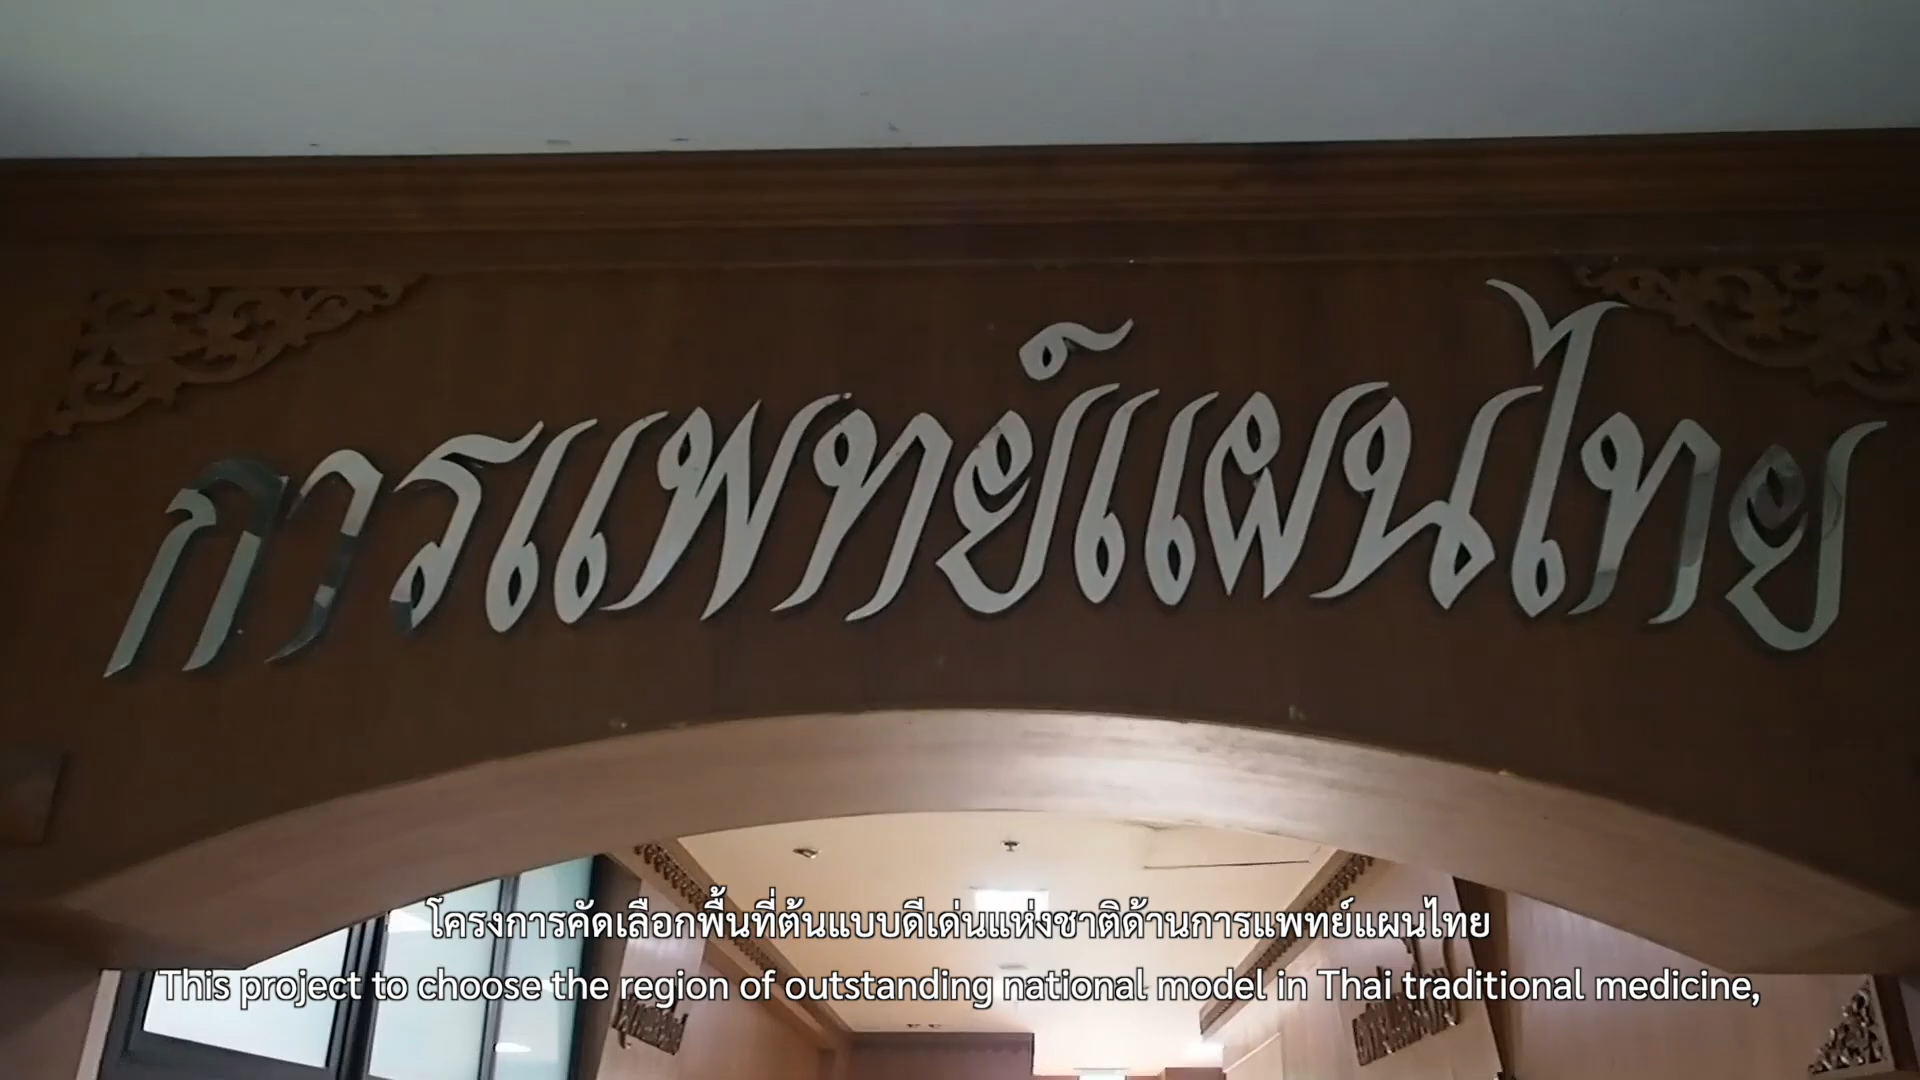 การแพทย์แผนไทย
โครงการคัดเลือกพื้นที่ต้นแบบดีเด่นแห่งชาติด้านการแพทย์แผนไทย
This project to choose the region of outstanding national model in Thai traditional medicine,